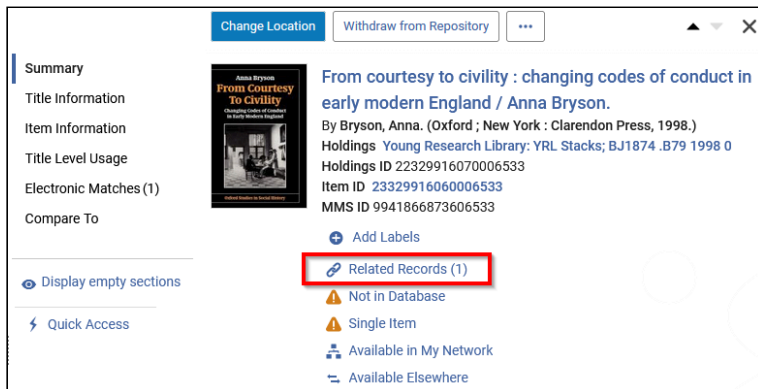 Change Location
Withdraw from Repository
...
Summary
Title Information
Item Information
Title Level Usage
Electronic Matches (1)
Compare To
Display empty sections
Quick Access
Anna Bryson
From Courtesy
To Civility
Changing Codes of Conduct
in Early Modern England
Oxford Studies in Social History
From courtesy to civility : changing codes of conduct in
early modern England / Anna Bryson.
By Bryson, Anna. (Oxford ; New York : Clarendon Press, 1998.)
Holdings Young Research Library: YRL Stacks; BJ1874 .B79 1998 0
Holdings ID 22329916070006533
Item ID 23329916060006533
MMS ID 9941866873606533
Add Labels
Related Records (1)
Not in Database
Single Item
Available in My Network
Available Elsewhere